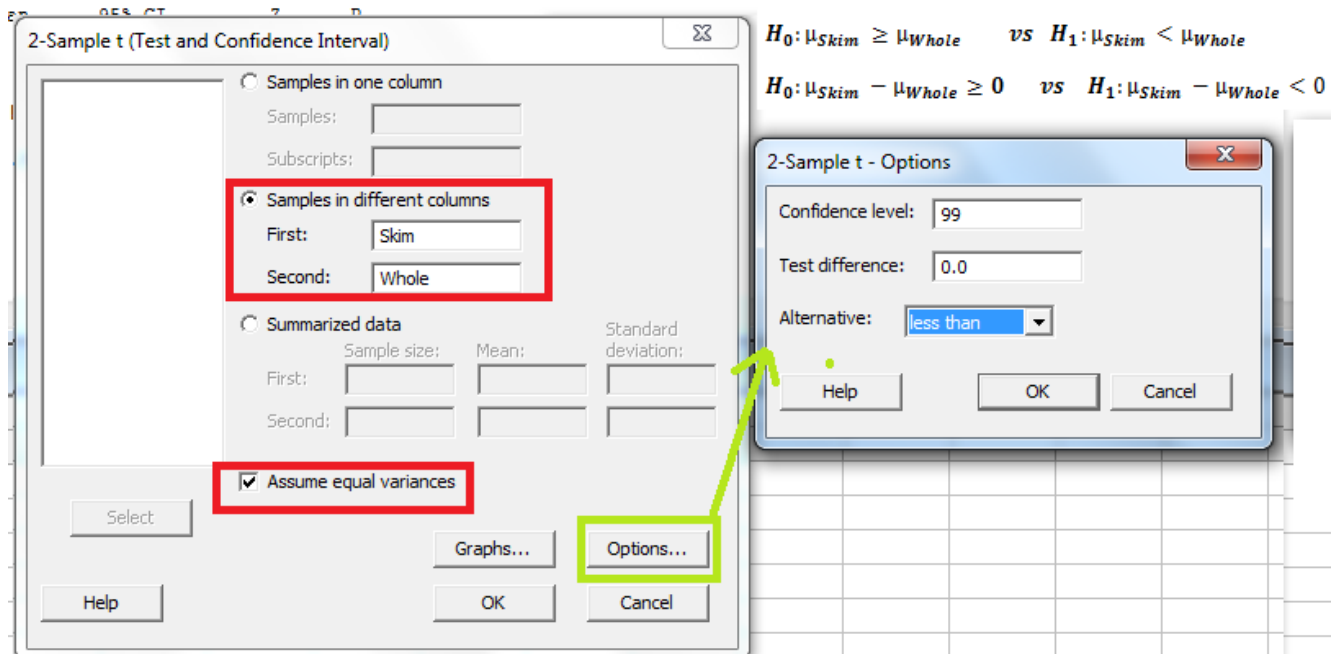 95% CI
2-Sample t (Test and Confidence Interval)
Samples in one column
Samples:
Subscripts:
Samples in different columns
First: Skim
Second: Whole
Summarized data
Sample size: Mean: Standard deviation:
First:
Second:
Assume equal variances
Select
Graphs... Options...
Help OK Cancel
H₀: μSkim ≥ μWhole vs H₁: μSkim < μWhole
H₀: μSkim − μWhole ≥ 0 vs H₁: μSkim − μWhole < 0
2-Sample t - Options
Confidence level: 99
Test difference: 0.0
Alternative: less than
Help OK Cancel